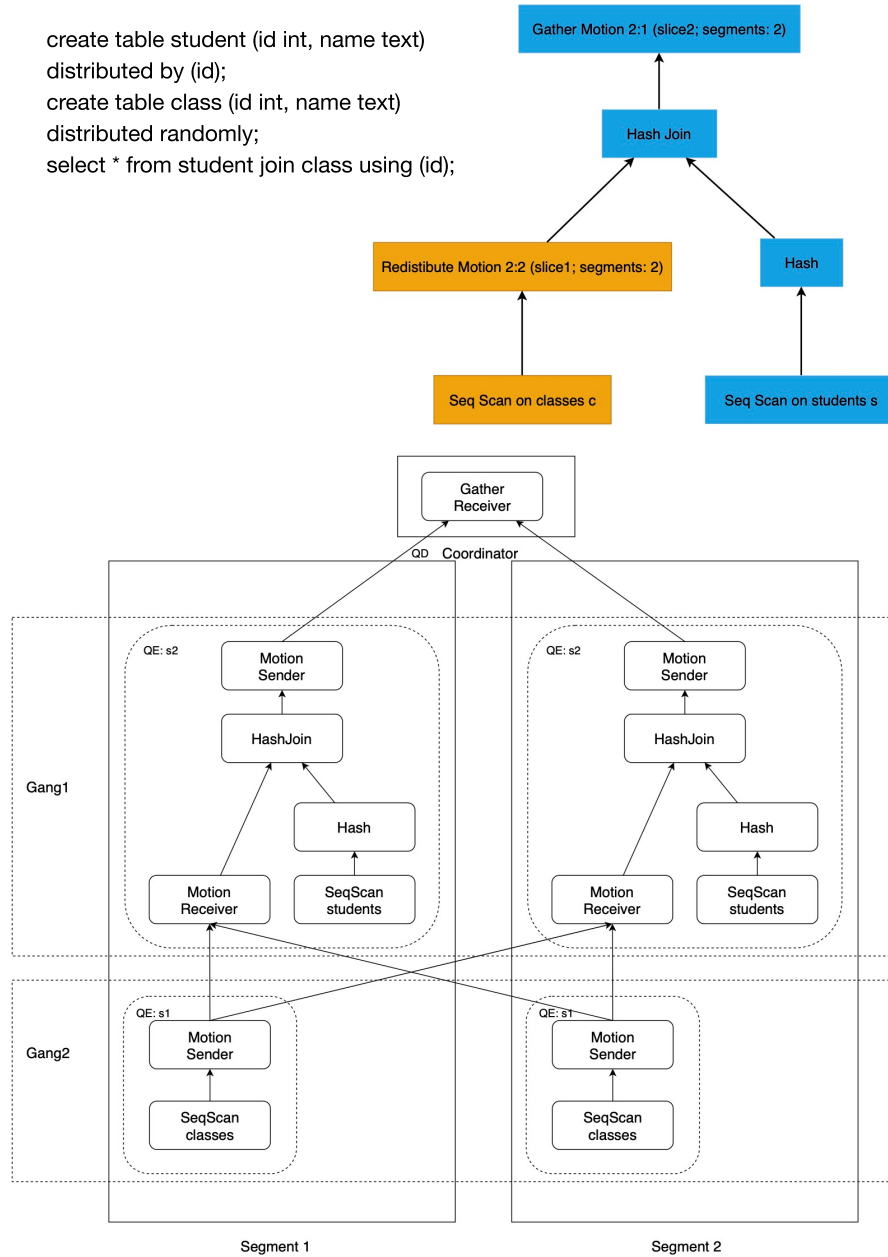 create table student (id int, name text)
distributed by (id);
create table class (id int, name text)
distributed randomly;
select * from student join class using (id);
Gather Motion 2:1 (slice2; segments: 2)
Hash Join
Redistibute Motion 2:2 (slice1; segments: 2)
Hash
Seq Scan on classes c
Seq Scan on students s
Gather
Receiver
QD
Coordinator
QE: s2
Motion
Sender
HashJoin
Hash
Motion
Receiver
SeqScan
students
QE: s2
Motion
Sender
HashJoin
Hash
Motion
Receiver
SeqScan
students
Gang1
QE: s1
Motion
Sender
SeqScan
classes
QE: s1
Motion
Sender
SeqScan
classes
Gang2
Segment 1
Segment 2